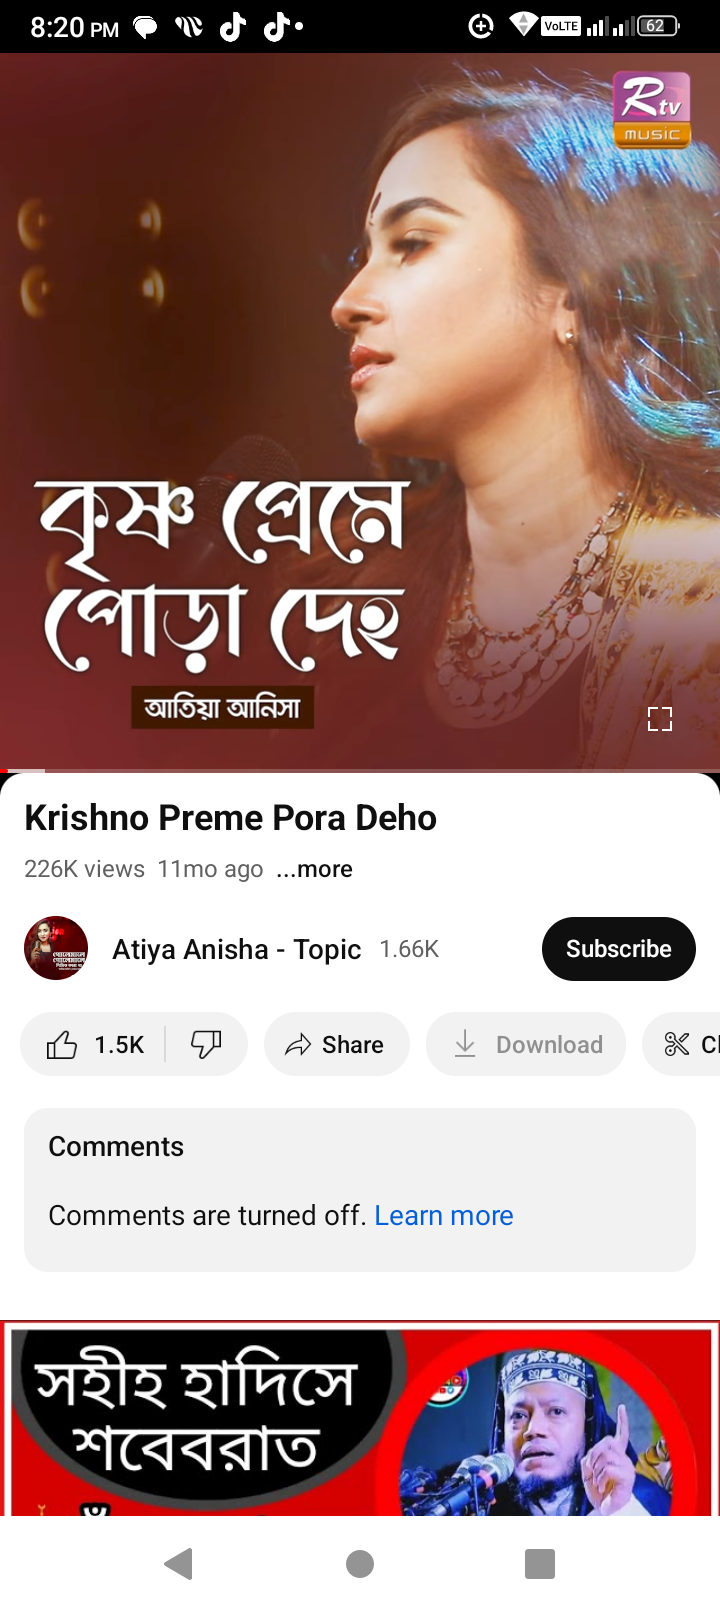 8:20 PM
VoLTE
62
Rtv
music
কৃষ্ণ প্রেমে
পোড়া দেহ
আতিয়া আনিসা
Krishno Preme Pora Deho
226K views 11mo ago ...more
Atiya Anisha - Topic 1.66K
Subscribe
1.5K
Share
Download
Comments
Comments are turned off. Learn more
সহীহ হাদিসে
শবেবরাত